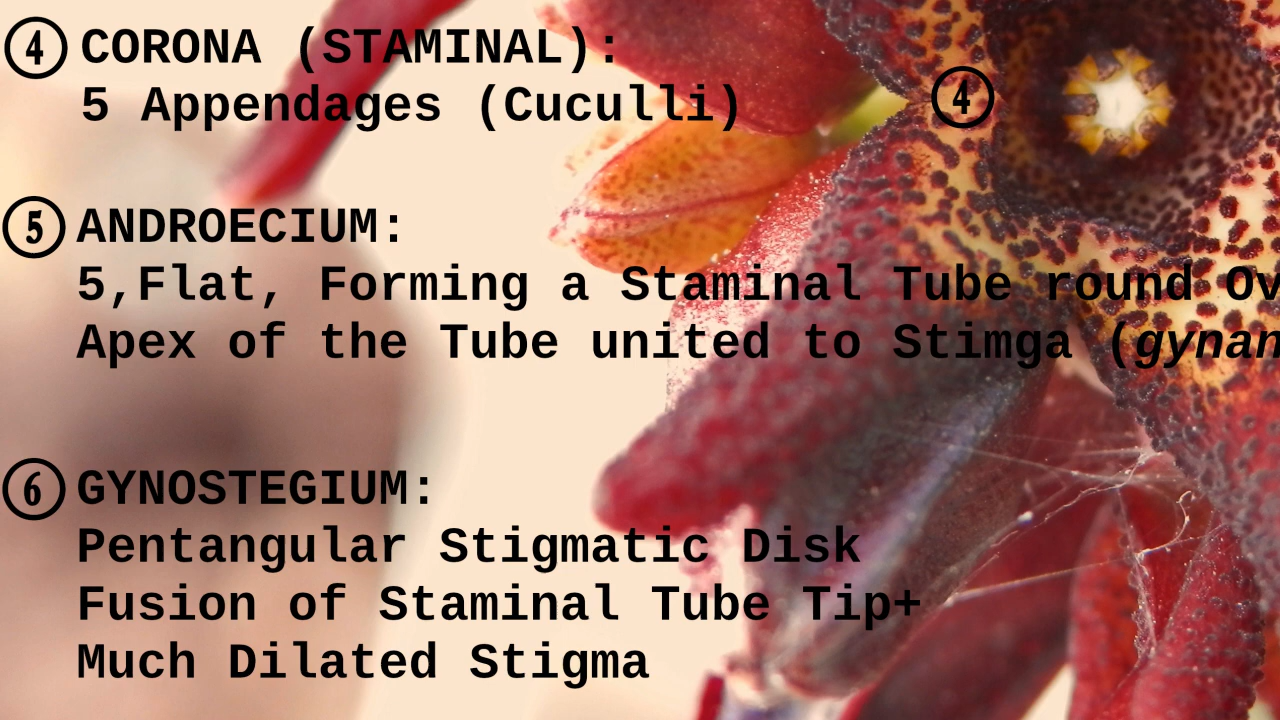 ④ CORONA (STAMINAL):
5 Appendages (Cuculli)
④
⑤ ANDROECIUM:
5,Flat, Forming a Staminal Tube round
Apex of the Tube united to Stimga
⑥ GYNOSTEGIUM:
Pentangular Stigmatic Disk
Fusion of Staminal Tube Tip+
Much Dilated Stigma